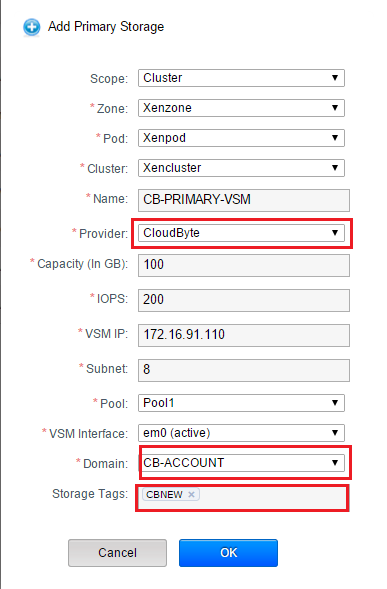 Add Primary Storage
Scope: Cluster
*Zone: Xenzone
*Pod: Xenpod
*Cluster: Xencluster
*Name: CB-PRIMARY-VSM
*Provider: CloudByte
*Capacity (In GB): 100
*IOPS: 200
*VSM IP: 172.16.91.110
*Subnet: 8
*Pool: Pool1
*VSM Interface: em0 (active)
*Domain: CB-ACCOUNT
Storage Tags: CBNEW ×
Cancel OK